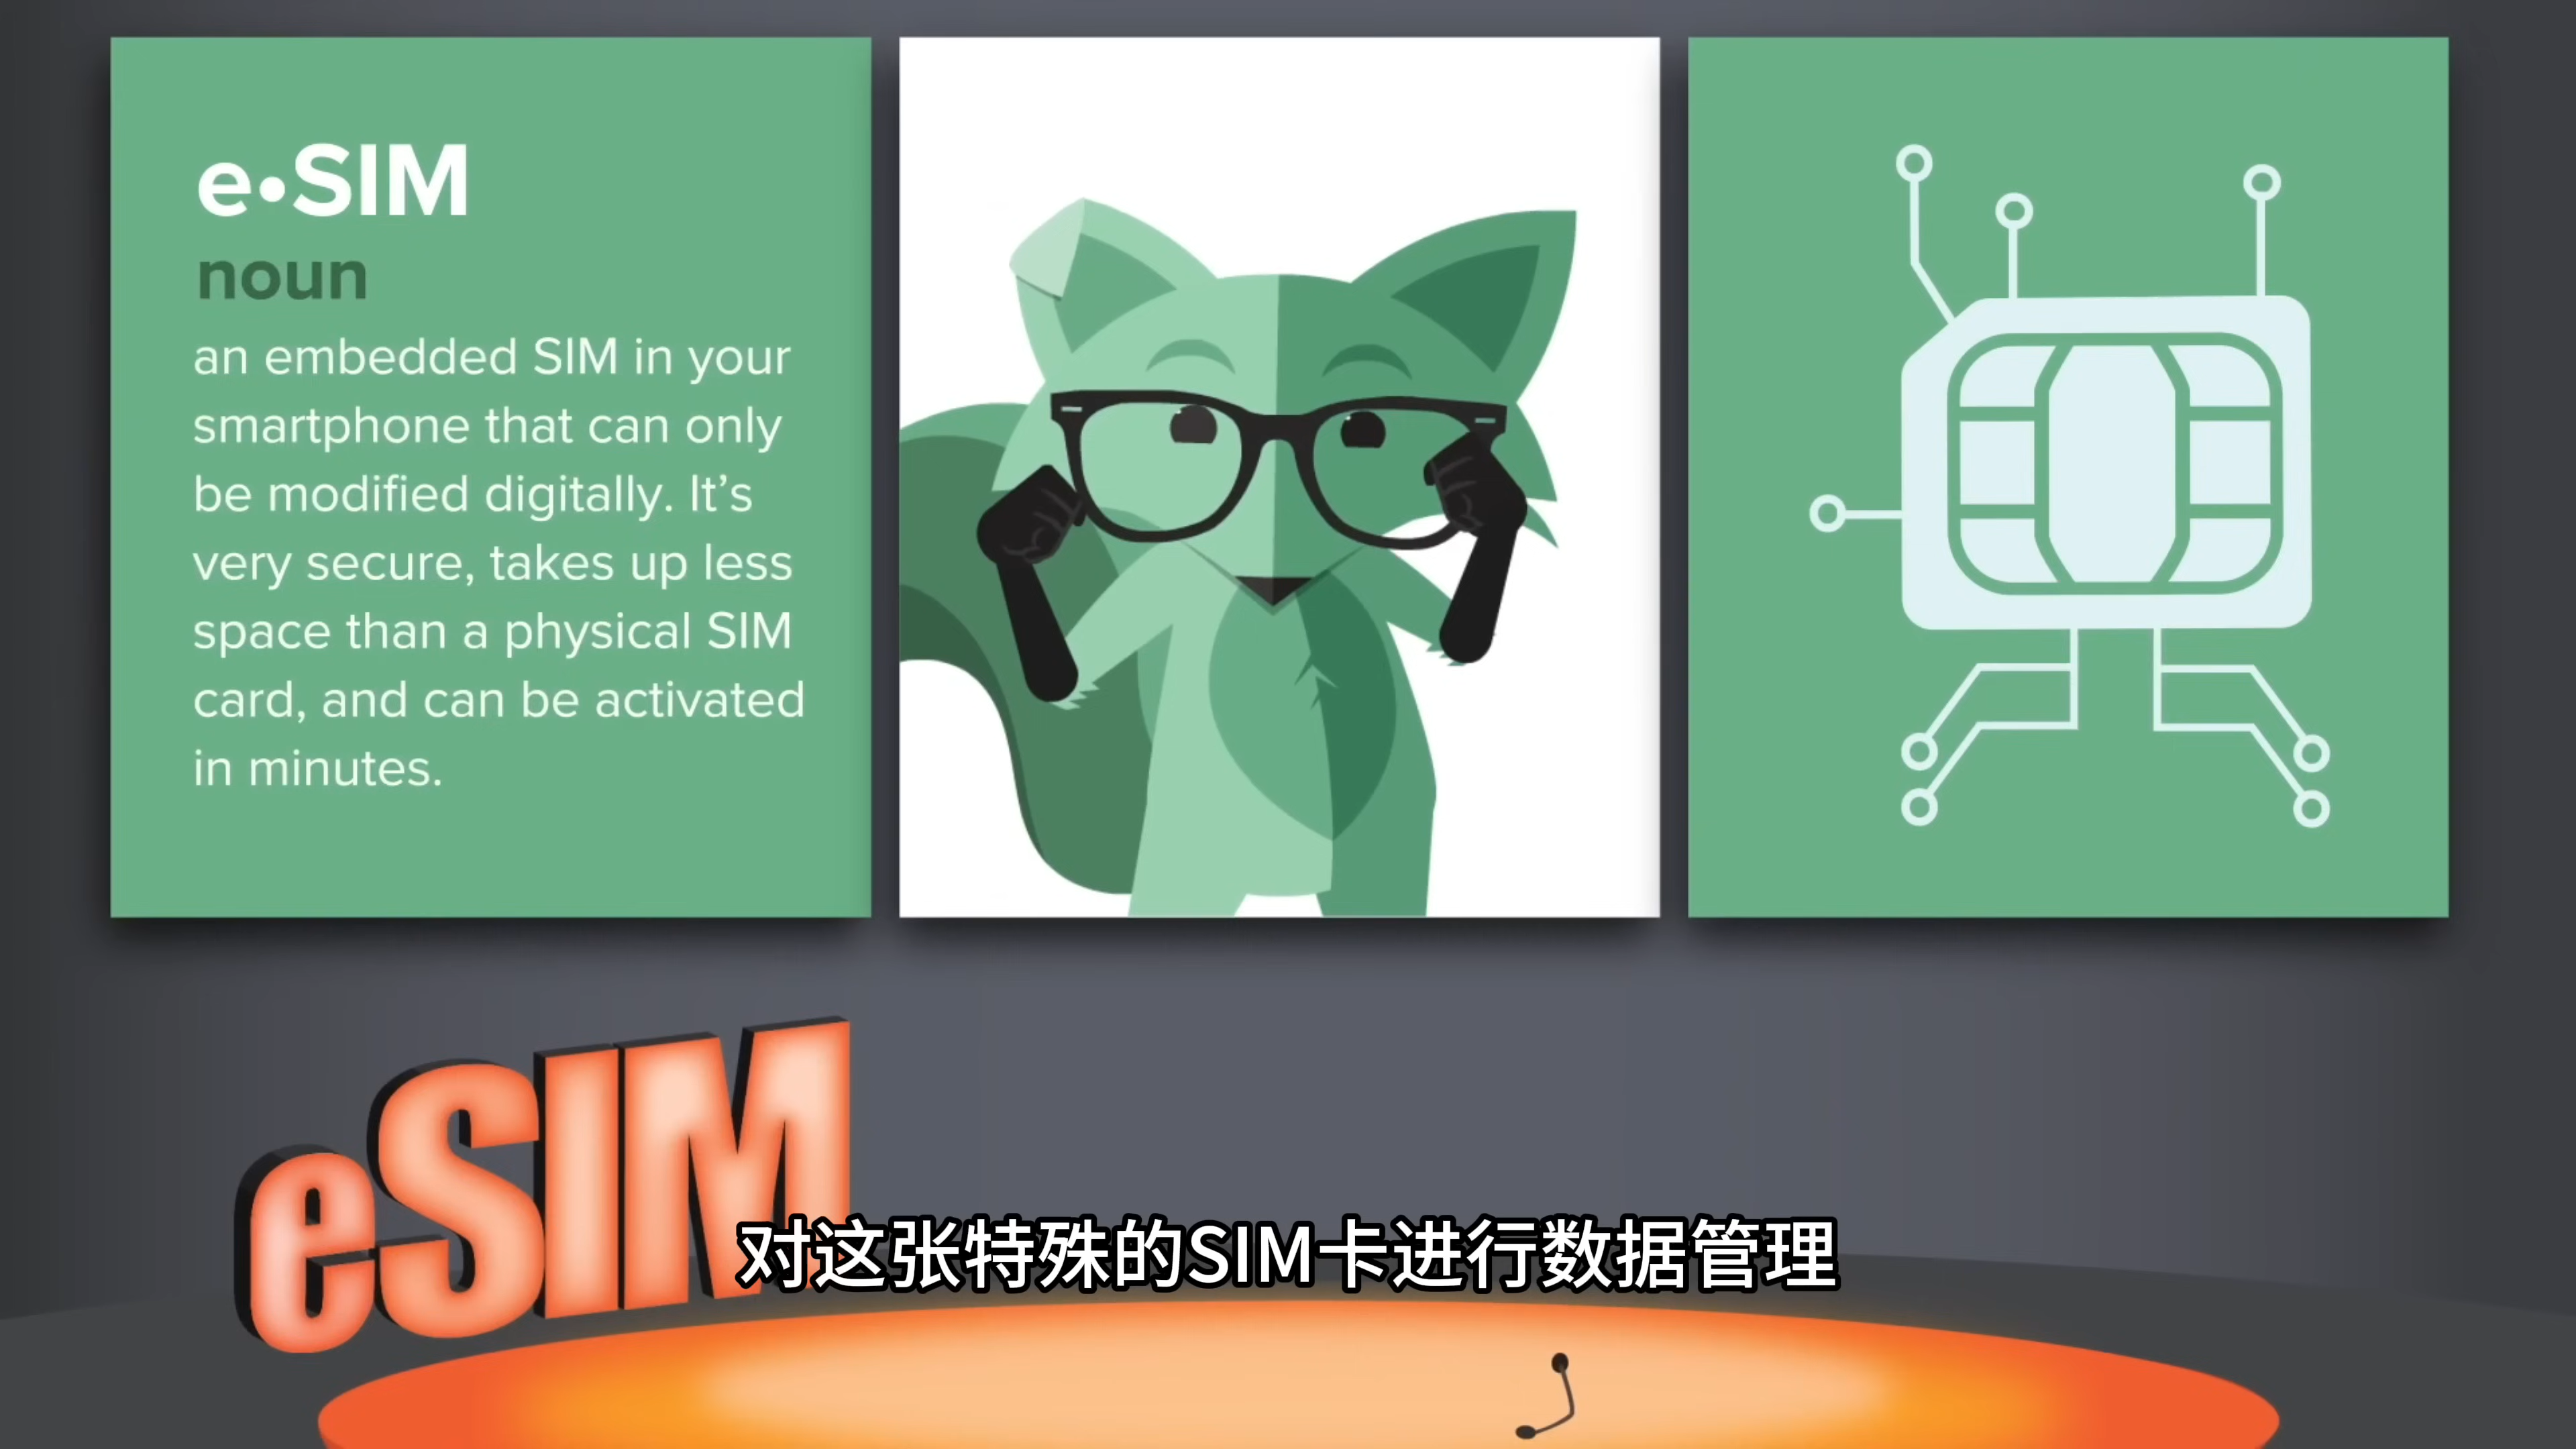 e•SIM
noun
an embedded SIM in your
smartphone that can only
be modified digitally. It’s
very secure, takes up less
space than a physical SIM
card, and can be activated
in minutes.
eSIM
对这张特殊的SIM卡进行数据管理